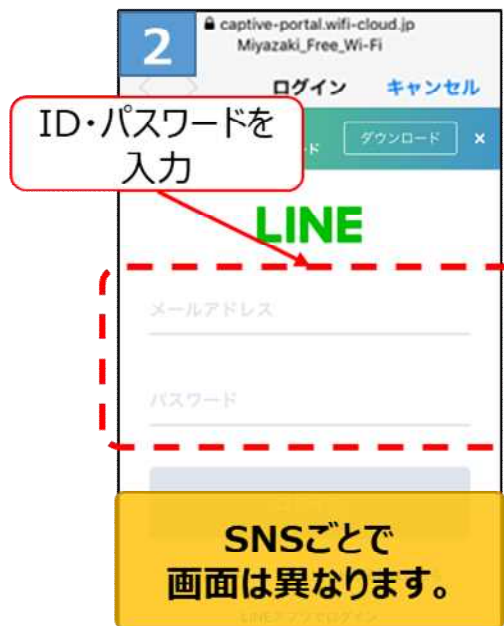 2
captive-portal.wifi-cloud.jp
Miyazaki_Free_Wi-Fi
ログイン キャンセル
ID・パスワードを
入力
ード ダウンロード ×
LINE
メールアドレス
パスワード
SNSごとで
画面は異なります。
LINEアプリでログイン